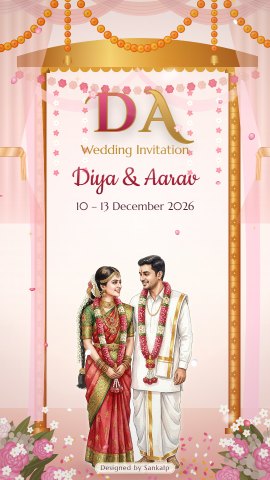 DA
Wedding Invitation
Diya & Aarav
10 – 13 December 2026
Designed by Sankalp